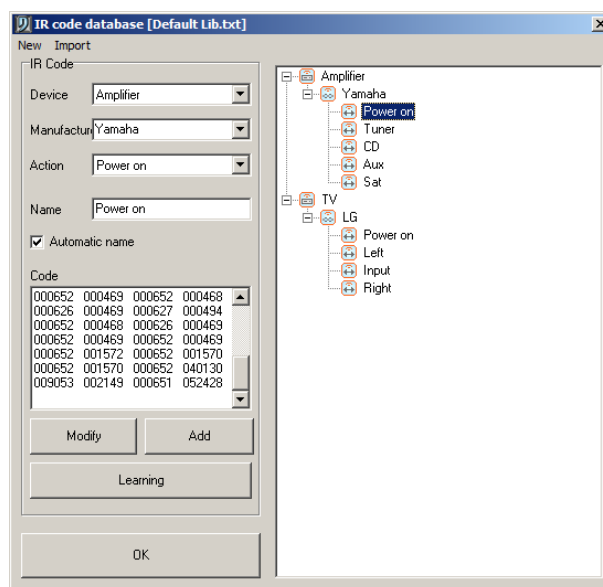 IR code database [Default Lib.txt]
New Import
IR Code
Device Amplifier
Manufactur Yamaha
Action Power on
Name Power on
Automatic name
Code
000652 000469 000652 000468
000626 000469 000627 000494
000652 000468 000626 000469
000652 000469 000652 000469
000652 001572 000652 001570
000652 001570 000652 040130
009053 002149 000651 052428
Modify Add
Learning
OK
Amplifier
Yamaha
Power on
Tuner
CD
Aux
Sat
TV
LG
Power on
Left
Input
Right